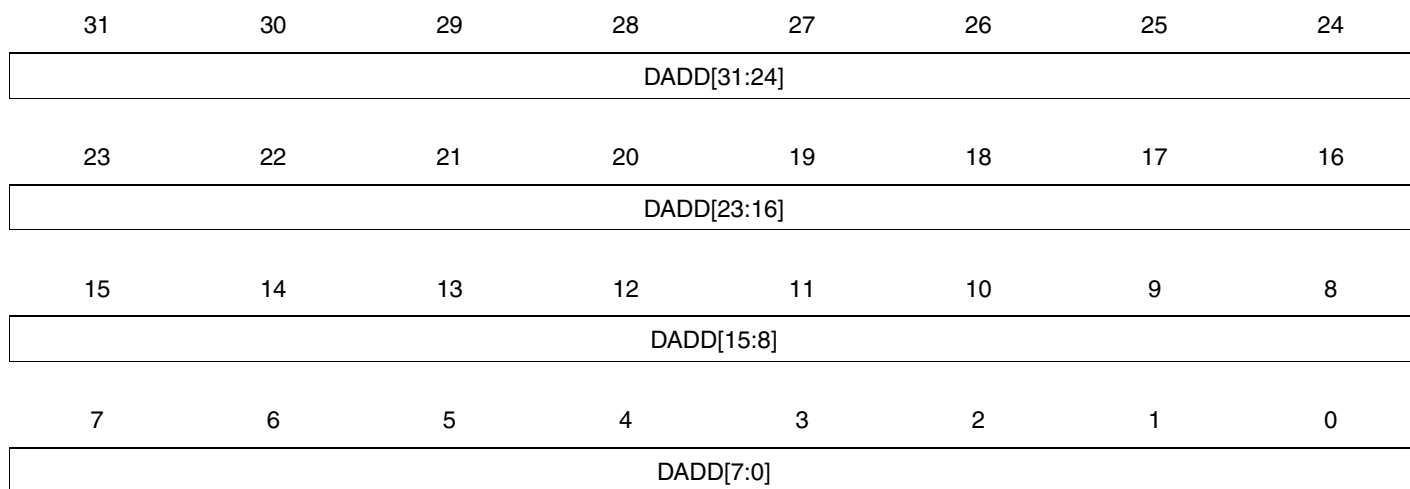 31 30 29 28 27 26 25 24
DADD[31:24]
23 22 21 20 19 18 17 16
DADD[23:16]
15 14 13 12 11 10 9 8
DADD[15:8]
7 6 5 4 3 2 1 0
DADD[7:0]